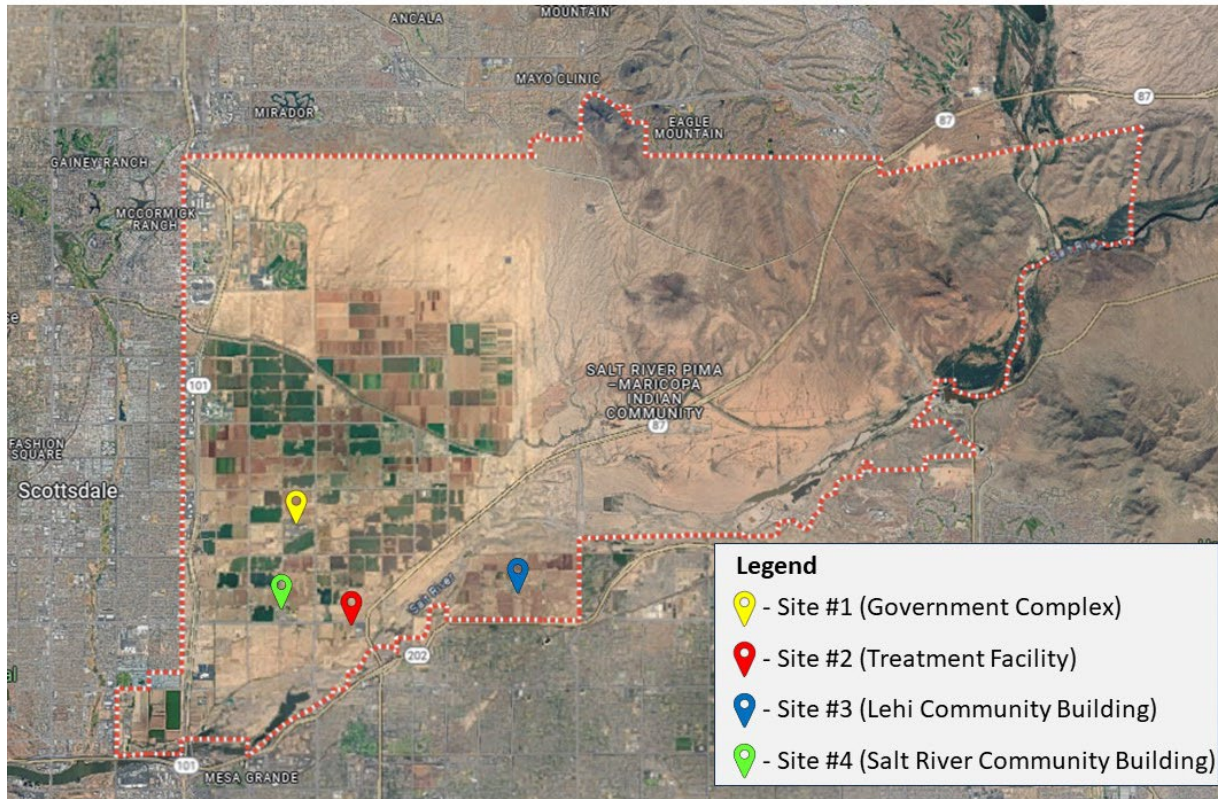 ANCALA
MOUNTAIN
MAYO CLINIC
MIRADOR
EAGLE
MOUNTAIN
87
87
GAINEY RANCH
MCCORMICK
RANCH
SALT RIVER PIMA
-MARICOPA
INDIAN
COMMUNITY
101
87
FASHION
SQUARE
Scottsdale
Salt River
202
101
MESA GRANDE
Legend
- Site #1 (Government Complex)
- Site #2 (Treatment Facility)
- Site #3 (Lehi Community Building)
- Site #4 (Salt River Community Building)